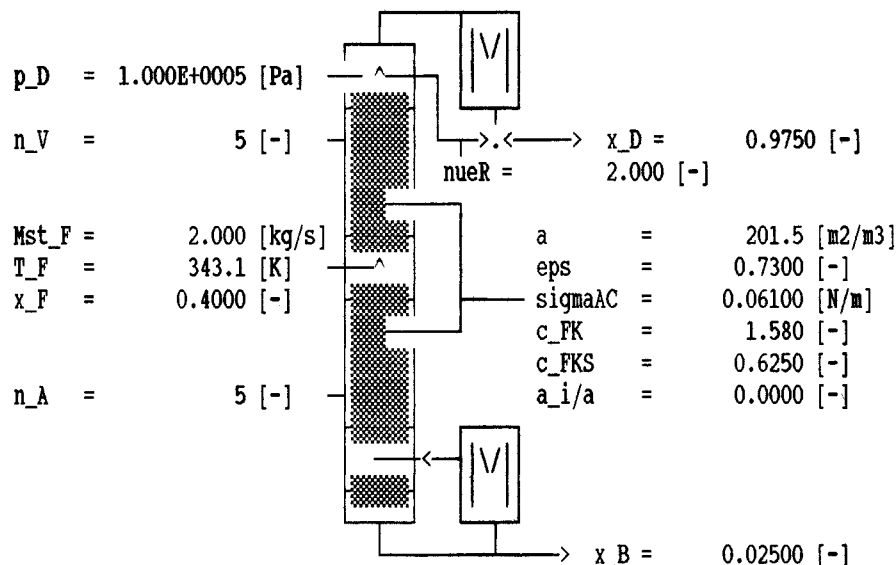 p_D = 1.000E+0005 [Pa]
n_V = 5 [-]
x_D = 0.9750 [-]
nueR = 2.000 [-]
Mst_F = 2.000 [kg/s]
T_F = 343.1 [K]
x_F = 0.4000 [-]
a = 201.5 [m2/m3]
eps = 0.7300 [-]
sigmaAC = 0.06100 [N/m]
c_FK = 1.580 [-]
c_FKS = 0.6250 [-]
n_A = 5 [-]
a_i/a = 0.0000 [-]
x_B = 0.02500 [-]